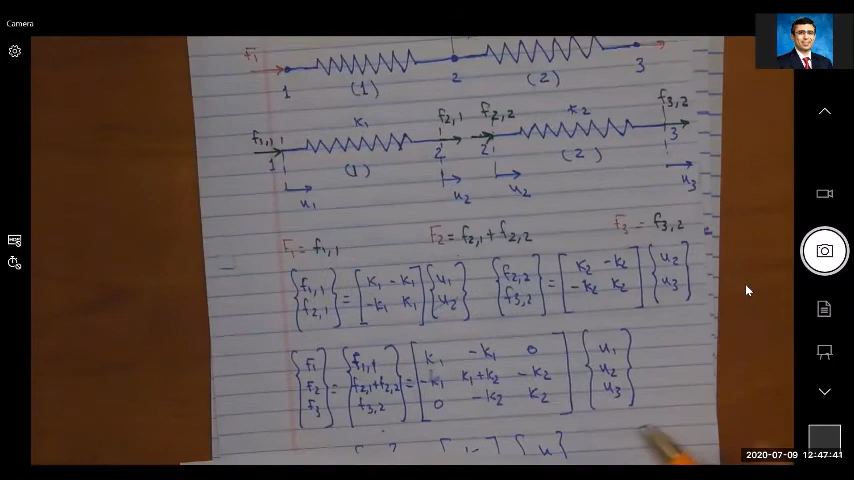 Camera
F1
1 (1) 2 (2) 3
K1 f2,1 f2,2 K2 f3,2
f1,1
1 (1) 2 2 (2) 3
u1 u2 u2 u3
F1 = f1,1 F2 = f2,1 + f2,2 F3 = f3,2
{f1,1 f2,1} = [K1 -K1 -K1 K1] {u1 u2} {f2,2 f3,2} = [K2 -K2 -K2 K2] {u2 u3}
{F1 F2 F3} = {f1,1 f2,1+f2,2 f3,2} = [K1 -K1 0 -K1 K1+K2 -K2 0 -K2 K2] {u1 u2 u3}
2020-07-09 12:47:41